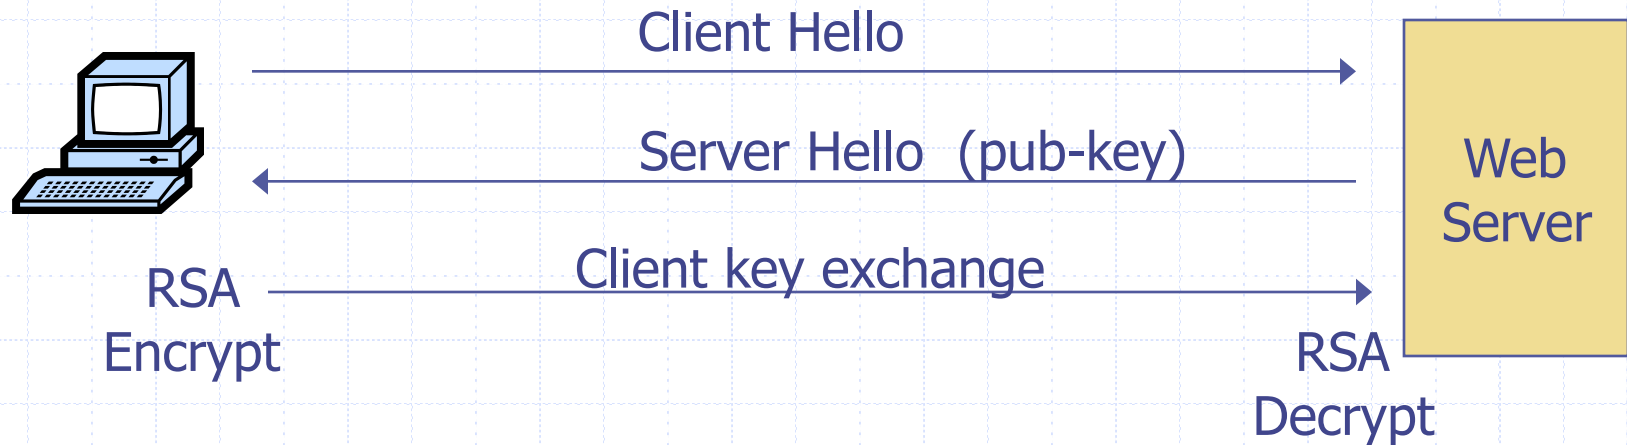 Client Hello
Server Hello (pub-key)
Web
Server
Client key exchange
RSA
Encrypt
RSA
Decrypt